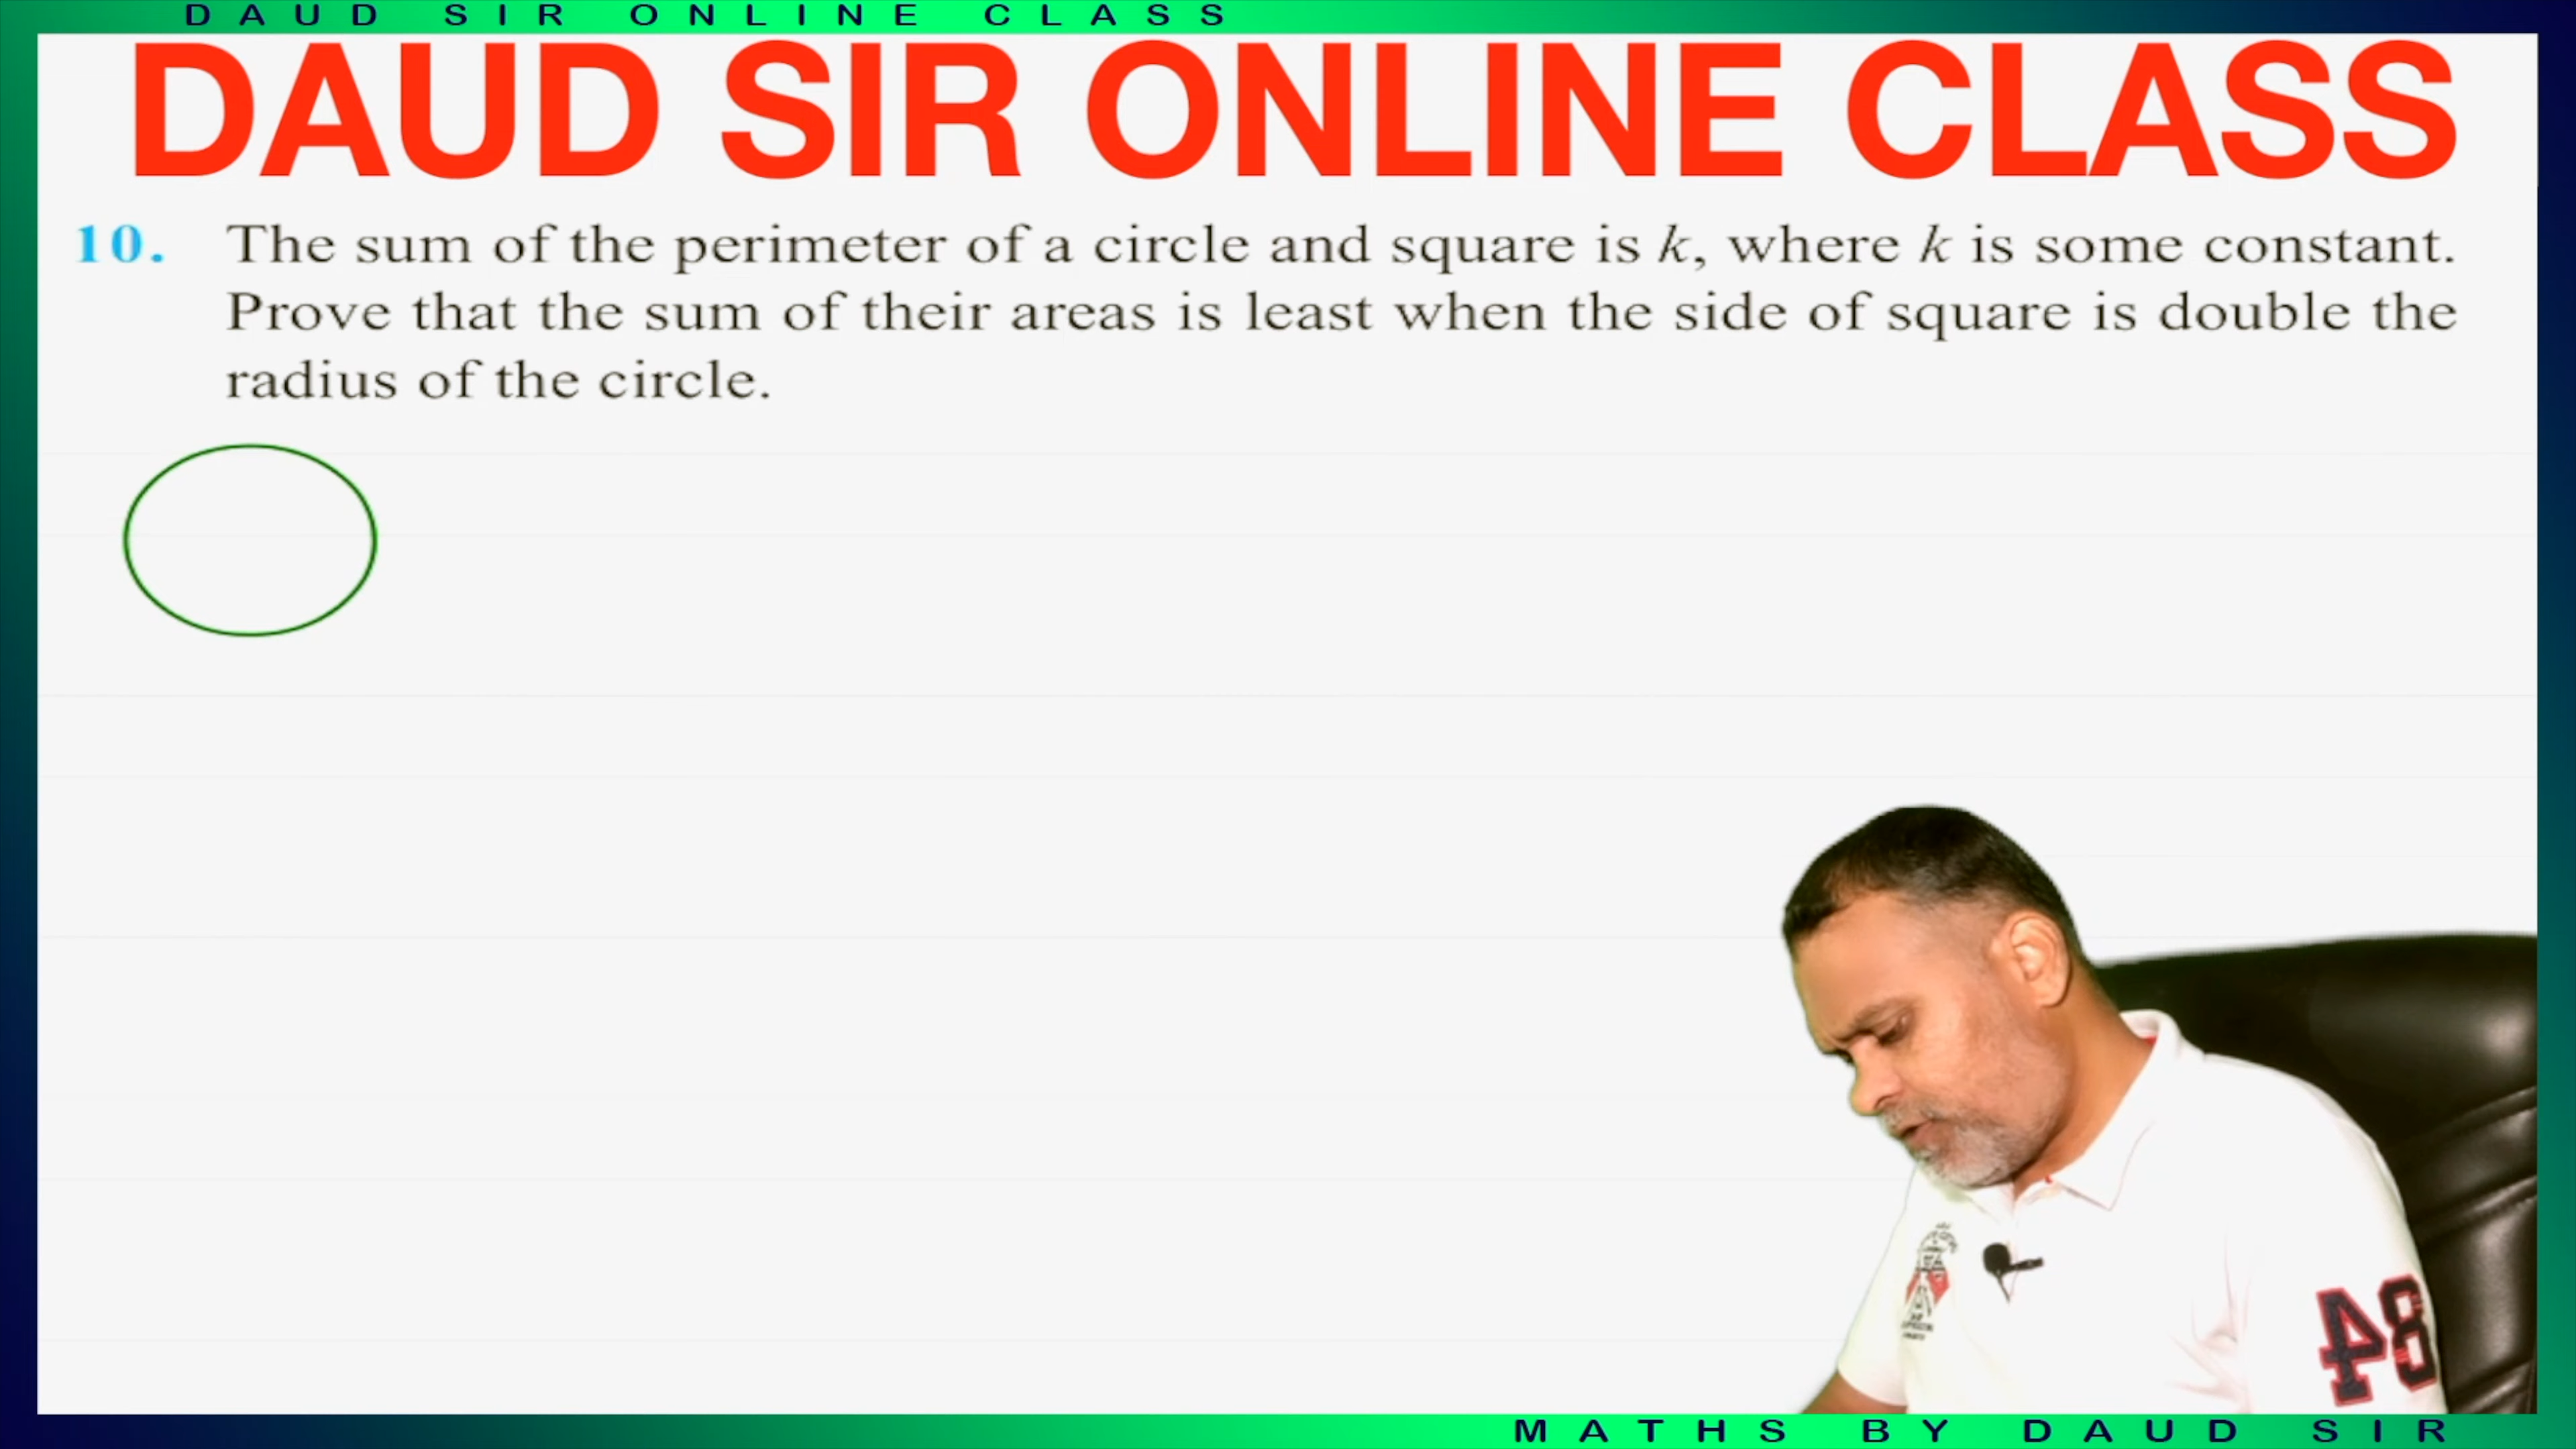 DAUD SIR ONLINE CLASS
DAUD SIR ONLINE CLASS
10. The sum of the perimeter of a circle and square is k, where k is some constant.
Prove that the sum of their areas is least when the side of square is double the
radius of the circle.
84
MATHS BY DAUD SIR